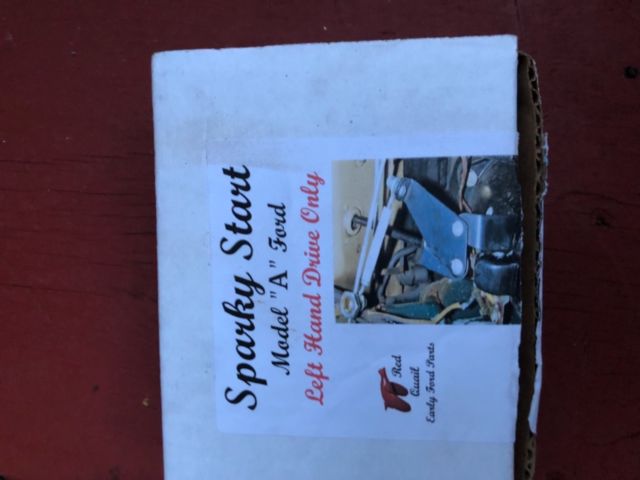 Sparky Start
Model "A" Ford
Left Hand Drive Only
Red
Quail
Early Ford Parts